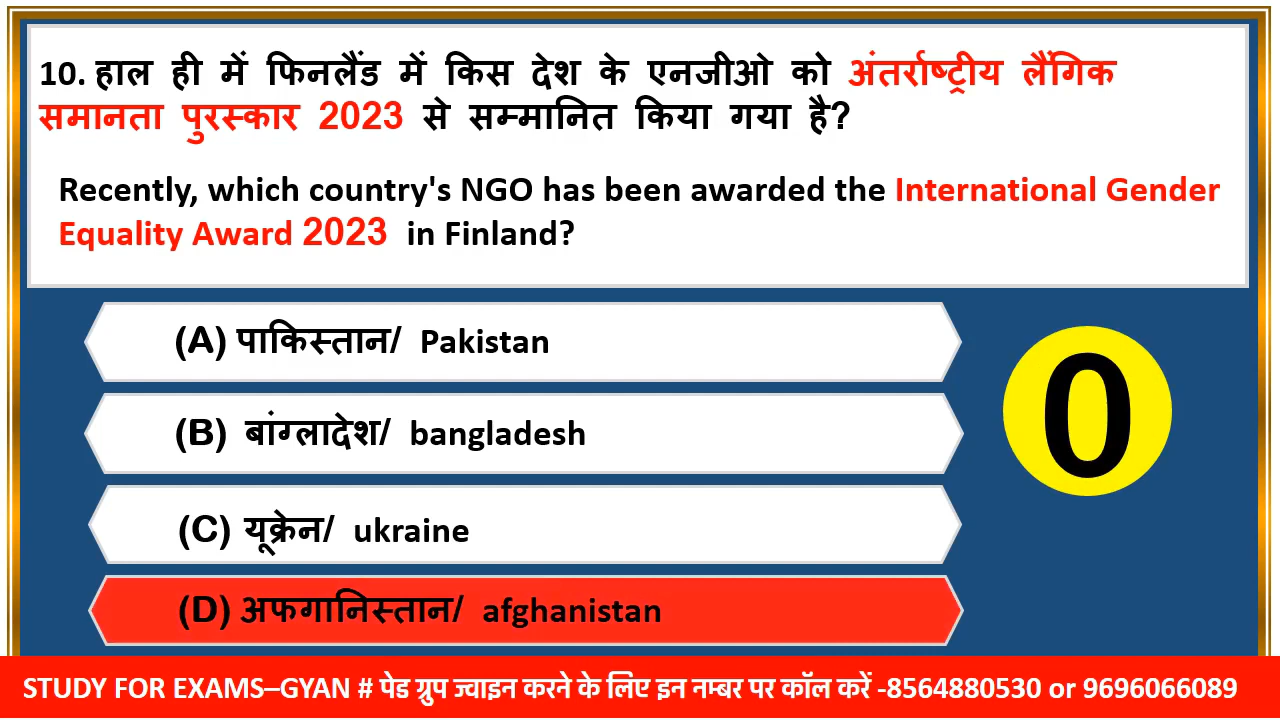 10. हाल ही में फिनलैंड में किस देश के एनजीओ को अंतर्राष्ट्रीय लैंगिक
समानता पुरस्कार 2023 से सम्मानित किया गया है?
Recently, which country's NGO has been awarded the International Gender
Equality Award 2023 in Finland?
(A) पाकिस्तान/ Pakistan
(B) बांग्लादेश/ bangladesh
(C) यूक्रेन/ ukraine
(D) अफगानिस्तान/ afghanistan
0
STUDY FOR EXAMS–GYAN # पेड ग्रुप ज्वाइन करने के लिए इन नम्बर पर कॉल करें -8564880530 or 9696066089